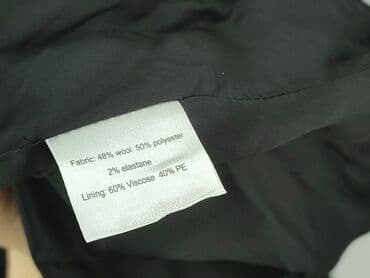 Fabric: 48% wool 50% polyester
2% elastane
Lining: 60% Viscose 40% PE